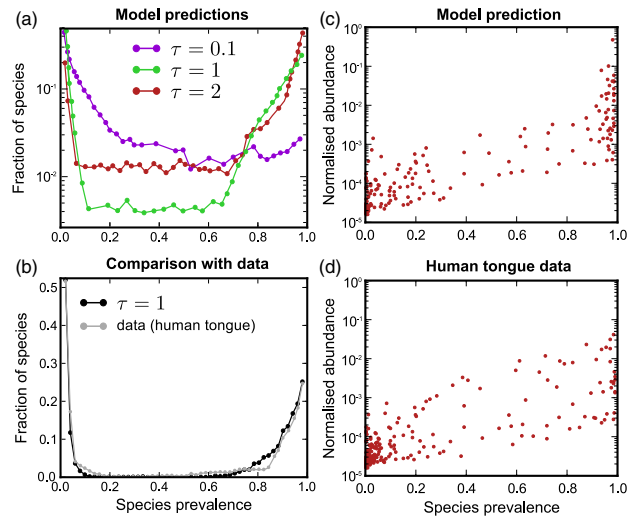 (a) Model predictions
Fraction of species
10⁻¹
10⁻²
τ = 0.1
τ = 1
τ = 2
0.0 0.2 0.4 0.6 0.8 1.0
(b) Comparison with data
Fraction of species
0.5
0.4
0.3
0.2
0.1
0.0
τ = 1
data (human tongue)
0.0 0.2 0.4 0.6 0.8 1.0
Species prevalence
(c) Model prediction
Normalised abundance
10⁰
10⁻¹
10⁻²
10⁻³
10⁻⁴
10⁻⁵
0.0 0.2 0.4 0.6 0.8 1.0
(d) Human tongue data
Normalised abundance
10⁰
10⁻¹
10⁻²
10⁻³
10⁻⁴
10⁻⁵
0.0 0.2 0.4 0.6 0.8 1.0
Species prevalence